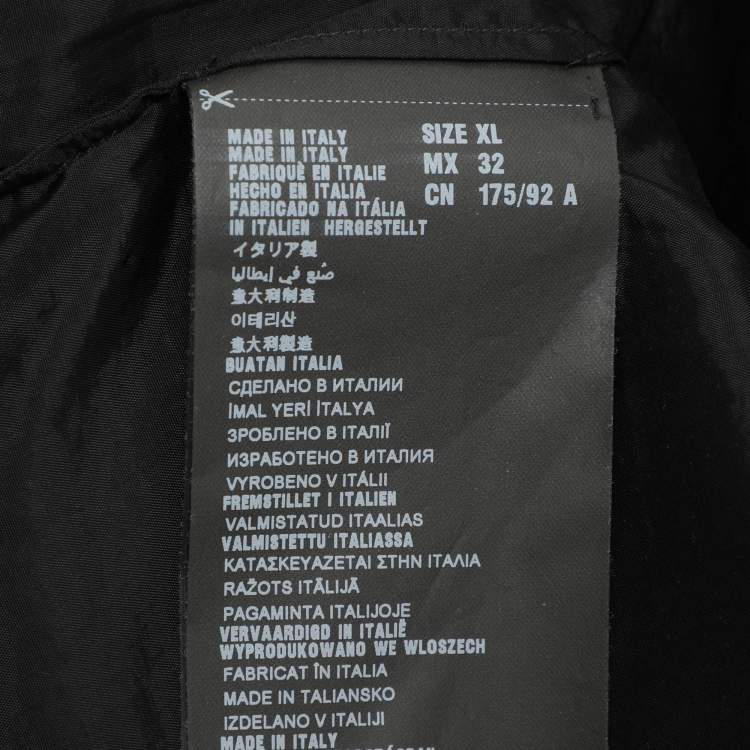 MADE IN ITALY
MADE IN ITALY
FABRIQUÉ EN ITALIE
HECHO EN ITALIA
FABRICADO NA ITÁLIA
IN ITALIEN HERGESTELLT
イタリア製
صُنع في إيطاليا
意大利制造
이테리산
意大利製造
BUATAN ITALIA
СДЕЛАНО В ИТАЛИИ
İMAL YERİ İTALYA
ЗРОБЛЕНО В ІТАЛІЇ
ИЗРАБОТЕНО В ИТАЛИЯ
VYROBENO V ITÁLII
FREMSTILLET I ITALIEN
VALMISTATUD ITAALIAS
VALMISTETTU ITALIASSA
ΚΑΤΑΣΚΕΥΑΖΕΤΑΙ ΣΤΗΝ ΙΤΑΛΙΑ
RAŽOTS ITĀLIJĀ
PAGAMINTA ITALIJOJE
VERVAARDIGD IN ITALIË
WYPRODUKOWANO WE WLOSZECH
FABRICAT ÎN ITALIA
MADE IN TALIANSKO
IZDELANO V ITALIJI
MADE IN ITALY
SIZE XL
MX 32
CN 175/92 A